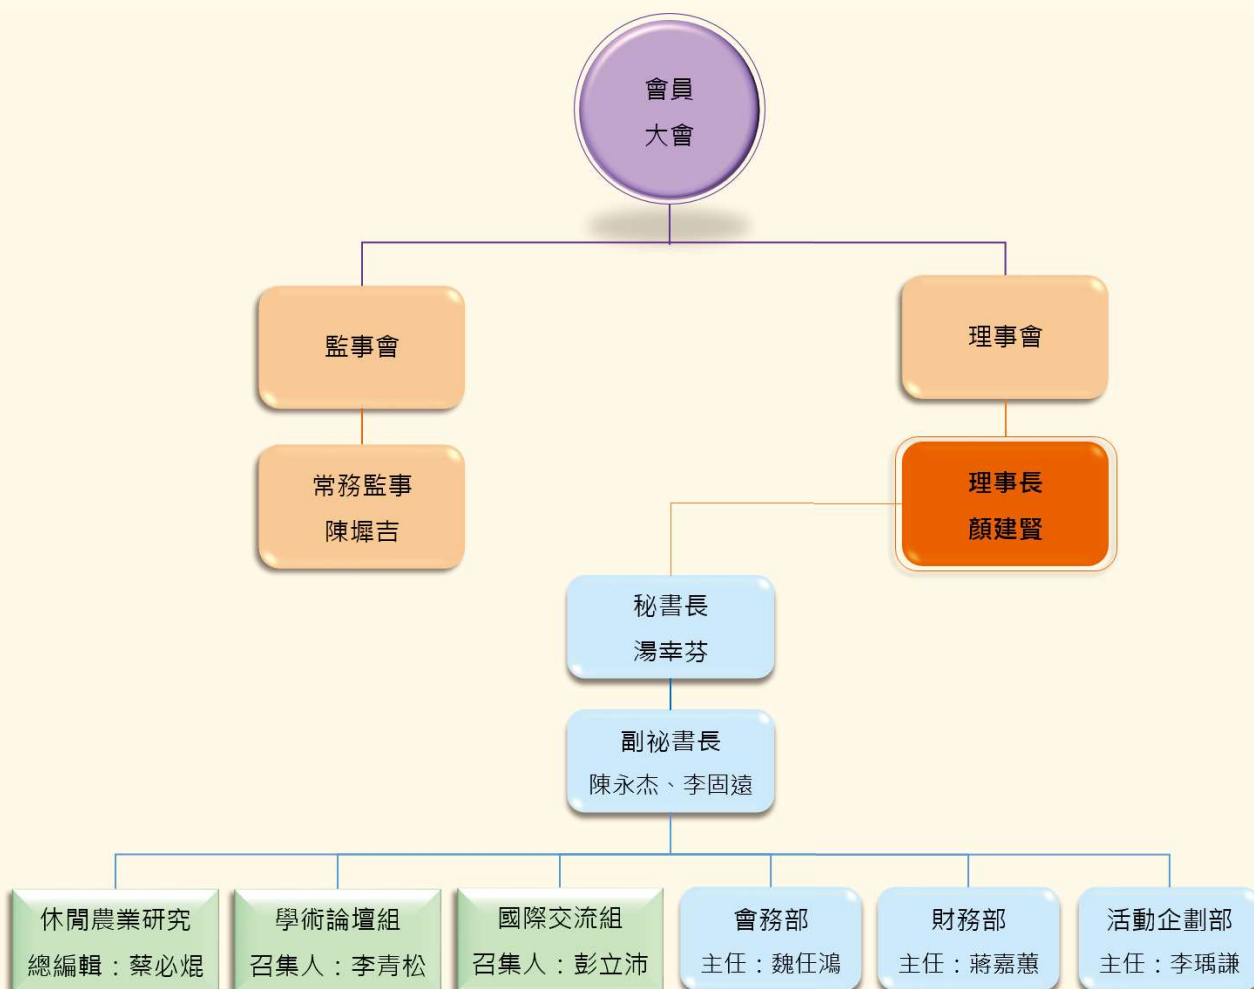 會員
大會
監事會
理事會
常務監事
陳墀吉
理事長
顏建賢
秘書長
湯幸芬
副祕書長
陳永杰、李固遠
休閒農業研究
總編輯：蔡必焜
學術論壇組
召集人：李青松
國際交流組
召集人：彭立沛
會務部
主任：魏任鴻
財務部
主任：蔣嘉蕙
活動企劃部
主任：李瑀謙